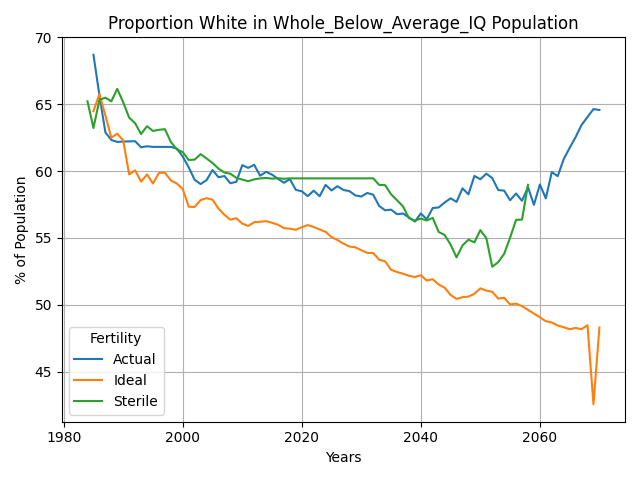 Proportion White in Whole_Below_Average_IQ Population
% of Population
70
65
60
55
50
45
Fertility
Actual
Ideal
Sterile
1980
2000
2020
2040
2060
Years